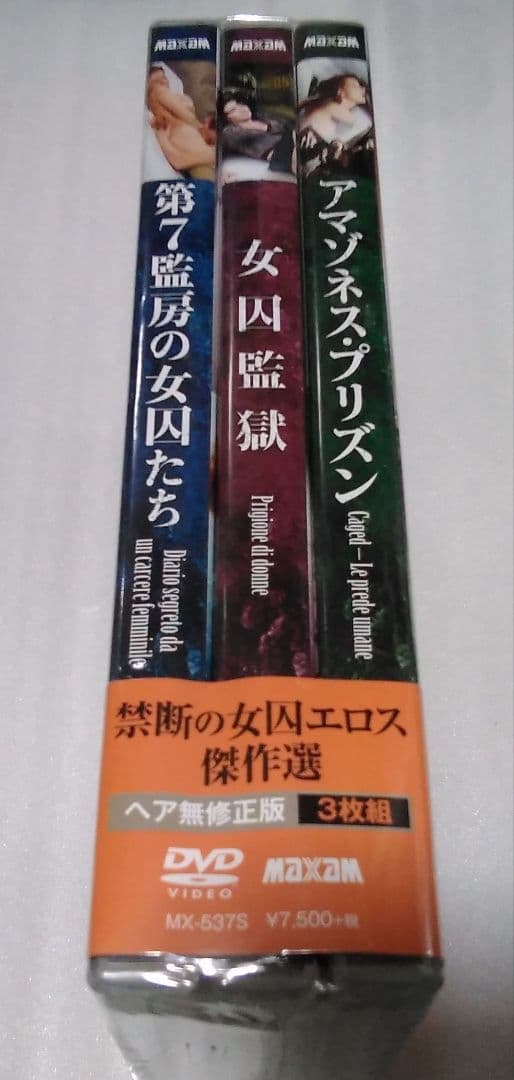 MAXAM
第7監房の女囚たち
Diario segreto da
un carcere femminile
MAXAM
女囚監獄
Prigione di donne
MAXAM
アマゾネス・プリズン
Caged – Le prede umane
禁断の女囚エロス
傑作選
ヘア無修正版 3枚組
DVD
VIDEO
MAXAM
MX-537S ¥7,500+税